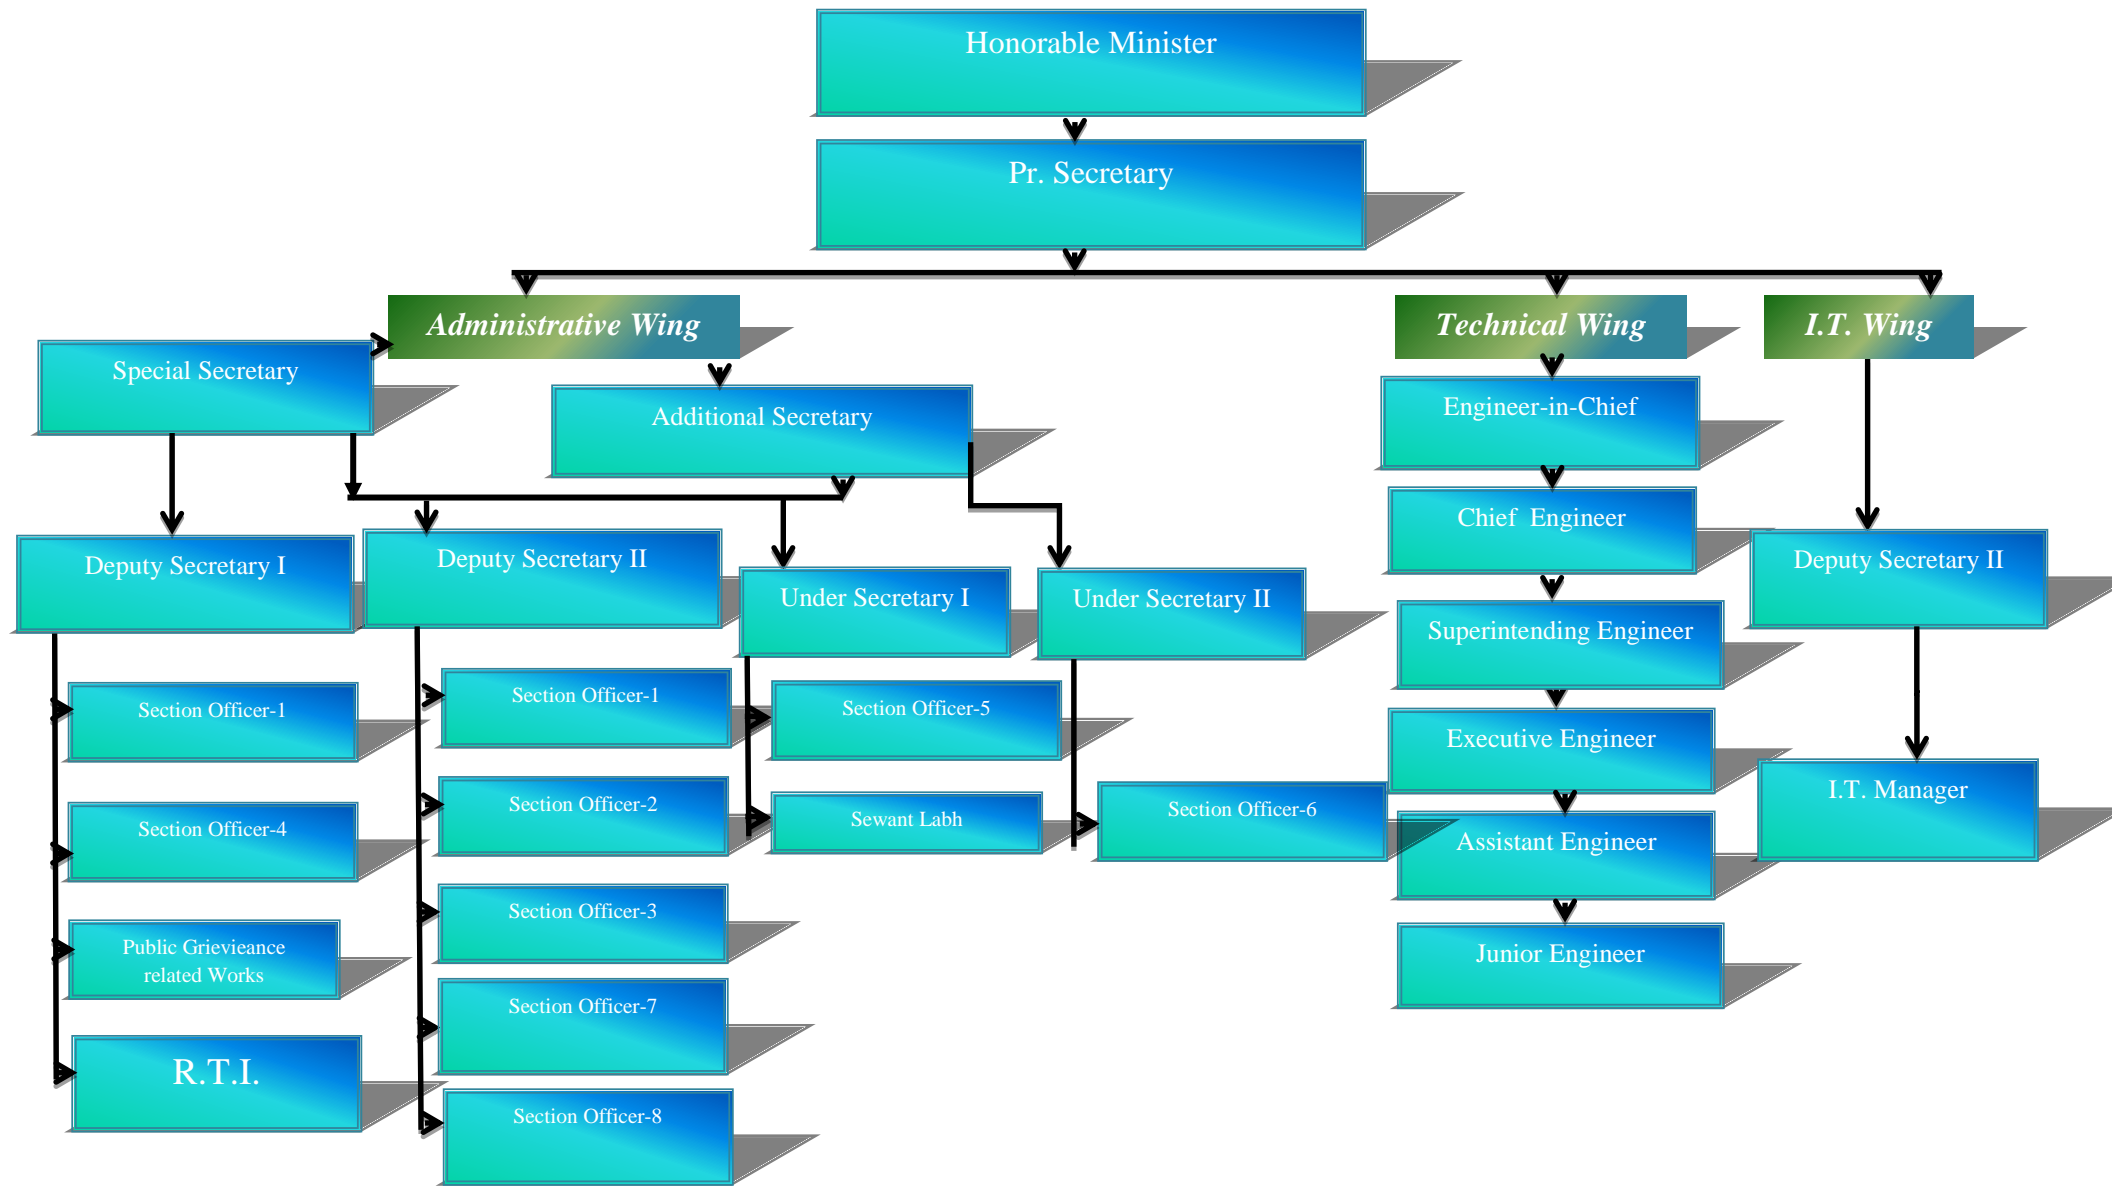 Honorable Minister
Pr. Secretary
Administrative Wing
Technical Wing
I.T. Wing
Special Secretary
Additional Secretary
Engineer-in-Chief
Chief  Engineer
Deputy Secretary I
Deputy Secretary II
Under Secretary I
Under Secretary II
Deputy Secretary II
Superintending Engineer
Section Officer-1
Section Officer-1
Section Officer-5
Executive Engineer
Section Officer-4
Section Officer-2
Sewant Labh
Section Officer-6
I.T. Manager
Assistant Engineer
Public Grievieance
related Works
Section Officer-3
Junior Engineer
Section Officer-7
R.T.I.
Section Officer-8